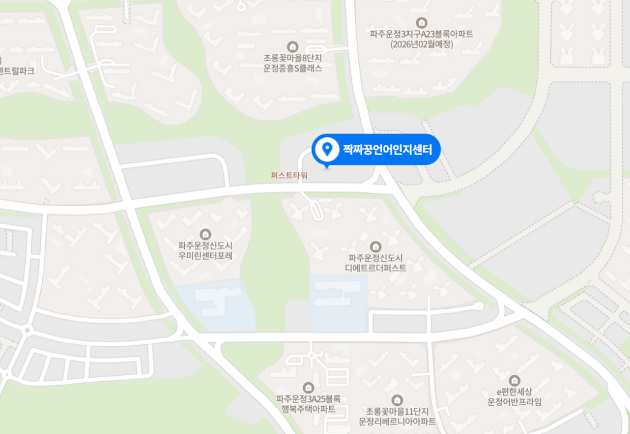 파주운정3지구A23블록아파트
(2026년02월예정)
초롱꽃마을8단지
운정중흥S클래스
센트럴파크
짝짜꿍언어인지센터
퍼스트타워
파주운정신도시
우미린센터포레
파주운정신도시
디에트르더퍼스트
파주운정3A25블록
행복주택아파트
초롱꽃마을11단지
운정리베르니아아파트
e편한세상
운정어반프라임